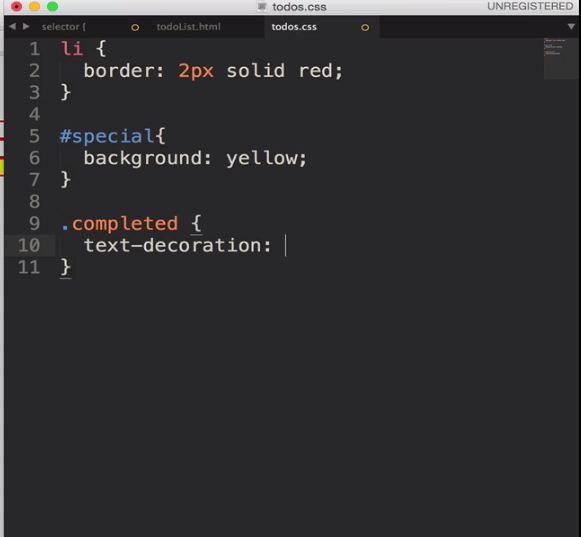 todos.css
UNREGISTERED
selector {
todoList.html
todos.css
1 li {
2 border: 2px solid red;
3 }
4
5 #special{
6 background: yellow;
7 }
8
9 .completed {
10 text-decoration:
11 }